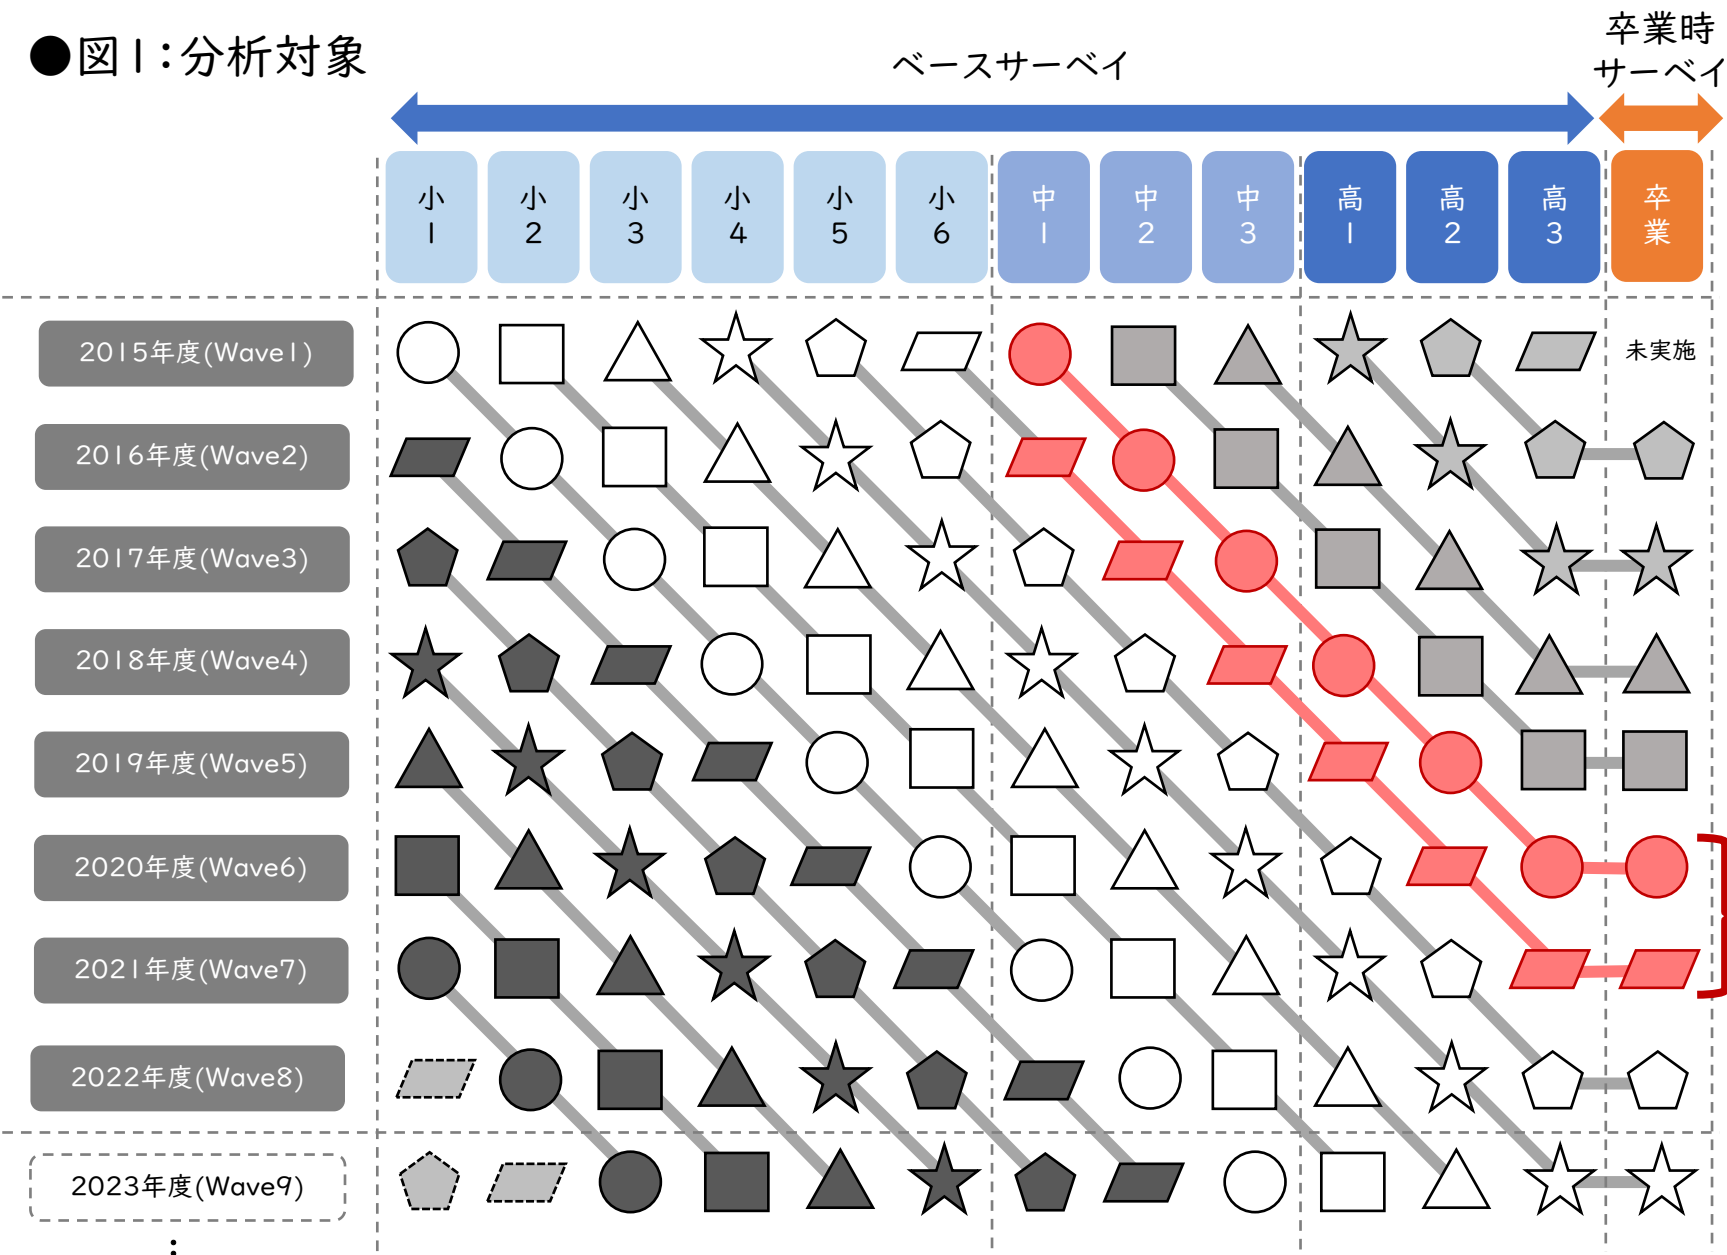 ●図1:分析対象
ベースサーベイ
卒業時
サーベイ
小
1
小
2
小
3
小
4
小
5
小
6
中
1
中
2
中
3
高
1
高
2
高
3
卒
業
2015年度(Wave1)
未実施
2016年度(Wave2)
2017年度(Wave3)
2018年度(Wave4)
2019年度(Wave5)
2020年度(Wave6)
2021年度(Wave7)
2022年度(Wave8)
2023年度(Wave9)
︙